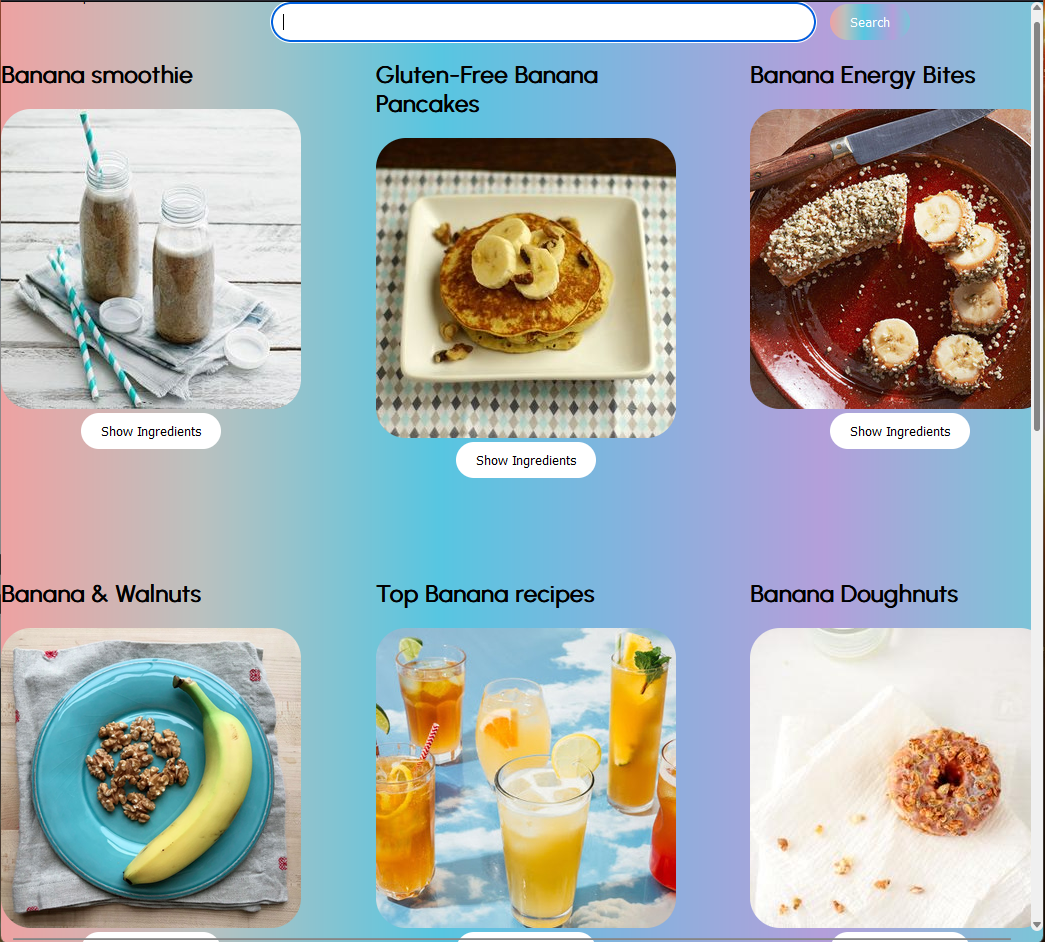 Search
Banana smoothie
Gluten-Free Banana
Pancakes
Banana Energy Bites
Show Ingredients
Show Ingredients
Show Ingredients
Banana & Walnuts
Top Banana recipes
Banana Doughnuts